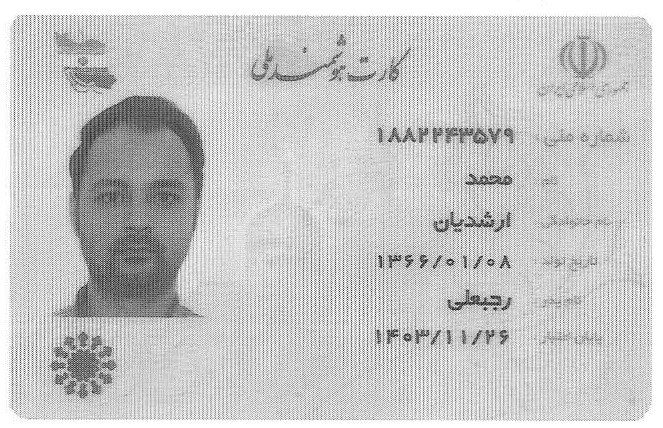 کارت هوشمند ملی
جمهوری اسلامی ایران
شماره ملی: ۱۸۸۲۲۴۳۵۷۹
نام: محمد
نام خانوادگی: ارشدیان
تاریخ تولد: ۱۳۶۶/۰۱/۰۸
نام پدر: رجبعلی
پایان اعتبار: ۱۴۰۳/۱۱/۲۶